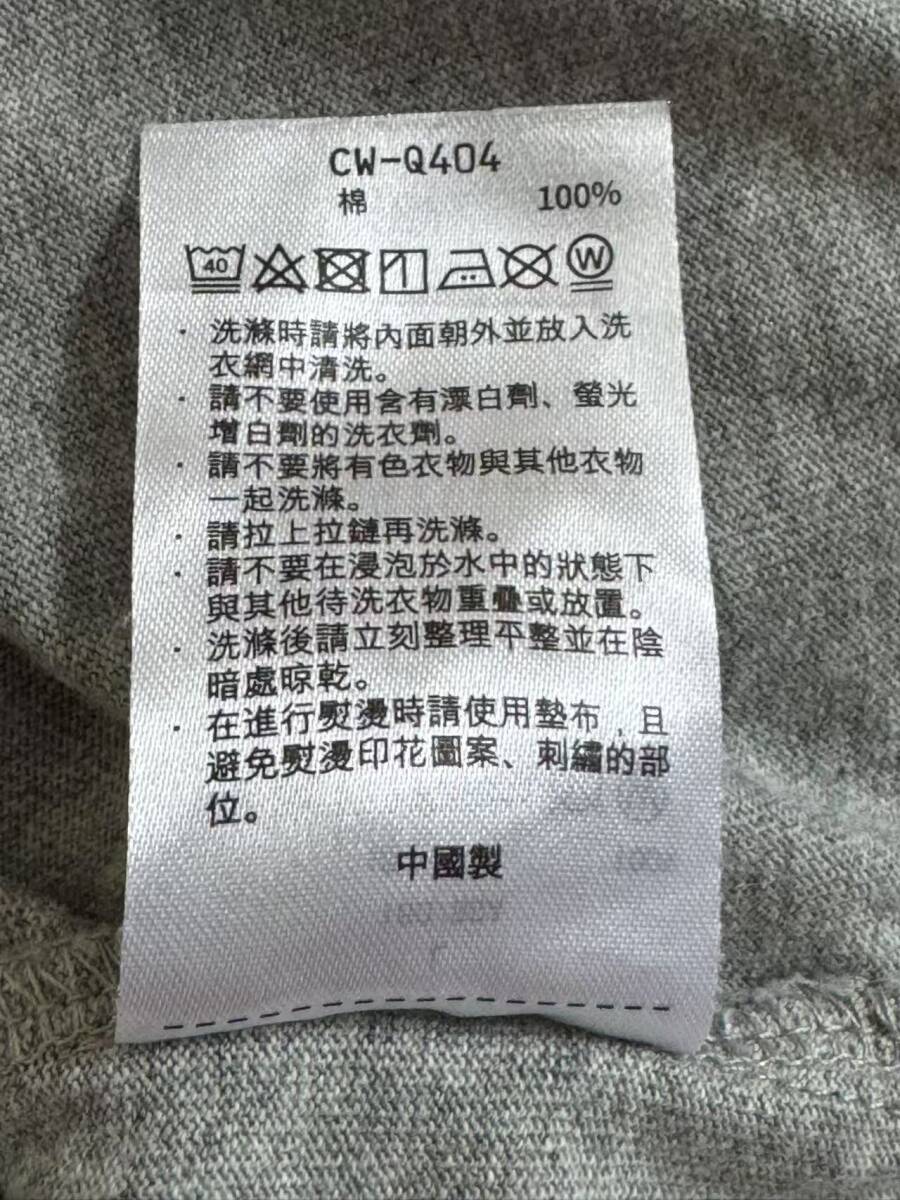 CW-Q404
棉 100%
40 W
· 洗滌時請將內面朝外並放入洗
衣網中清洗。
· 請不要使用含有漂白劑、螢光
增白劑的洗衣劑。
· 請不要將有色衣物與其他衣物
一起洗滌。
· 請拉上拉鏈再洗滌。
· 請不要在浸泡於水中的狀態下
與其他待洗衣物重疊或放置。
· 洗滌後請立刻整理平整並在陰
暗處晾乾。
· 在進行熨燙時請使用墊布，且
避免熨燙印花圖案、刺繡的部
位。
中國製